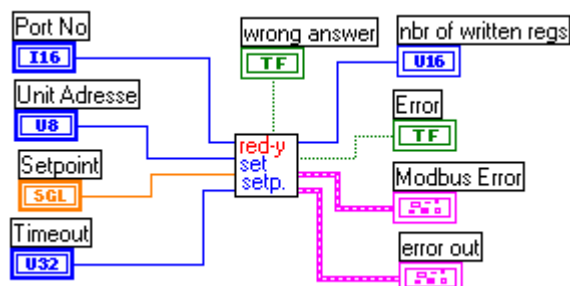 Port No
I16
Unit Adresse
U8
Setpoint
SGL
Timeout
U32
wrong answer
TF
red-y
set
setp.
nbr of written regs
U16
Error
TF
Modbus Error
error out